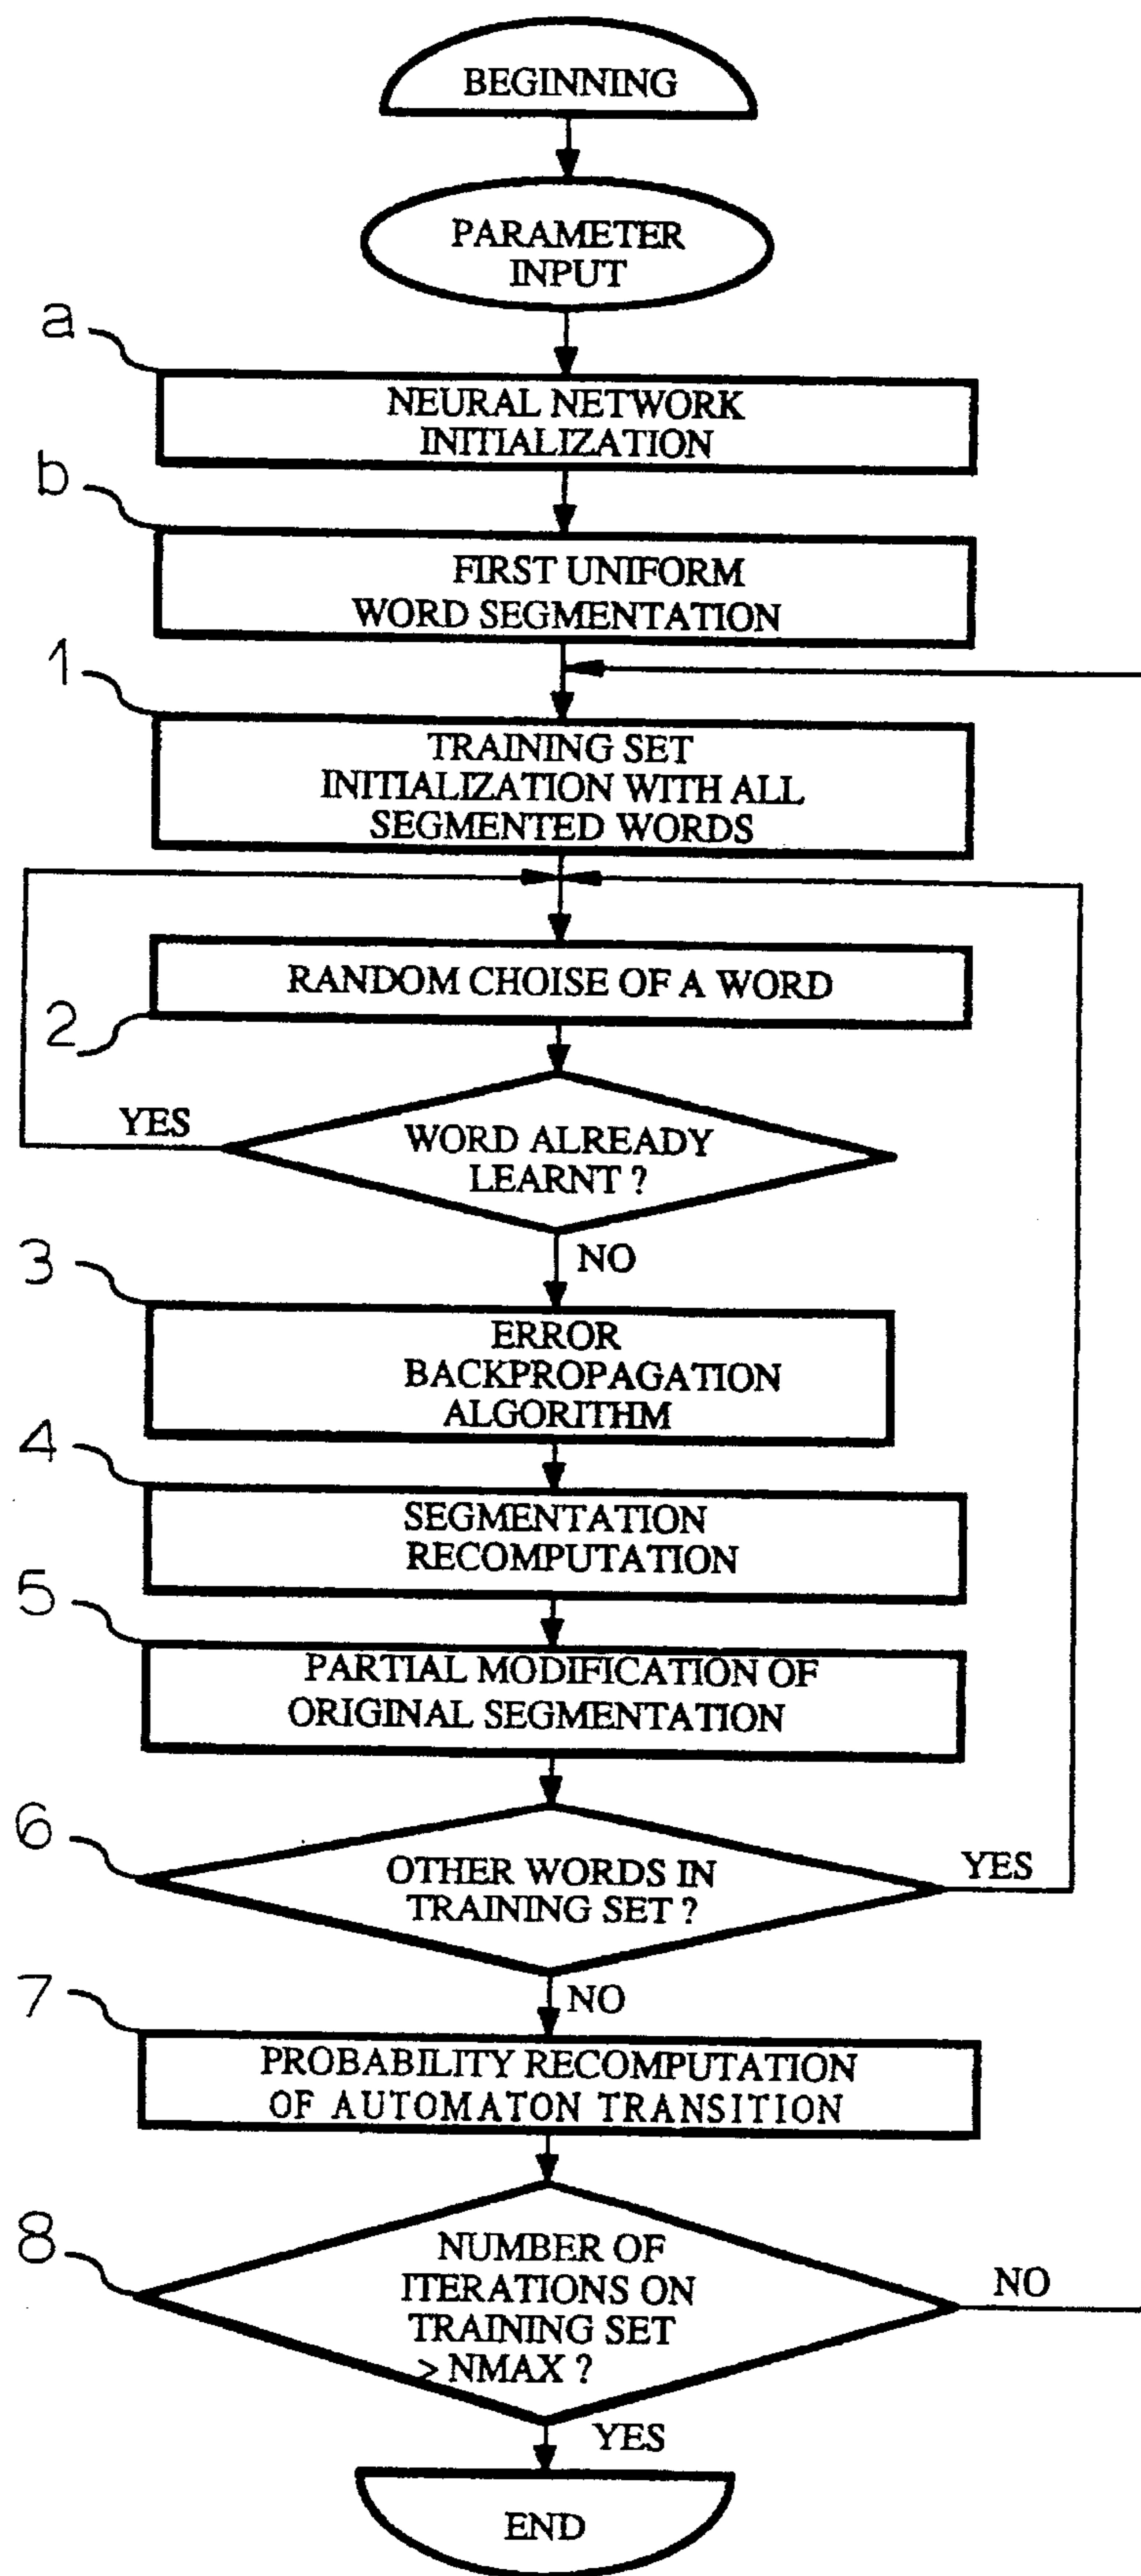 BEGINNING
PARAMETER
INPUT
a
NEURAL NETWORK
INITIALIZATION
b
FIRST UNIFORM
WORD SEGMENTATION
1
TRAINING SET
INITIALIZATION WITH ALL
SEGMENTED WORDS
RANDOM CHOISE OF A WORD
2
YES
WORD ALREADY
LEARNT ?
NO
3
ERROR
BACKPROPAGATION
ALGORITHM
4
SEGMENTATION
RECOMPUTATION
5
PARTIAL MODIFICATION OF
ORIGINAL SEGMENTATION
6
OTHER WORDS IN
TRAINING SET ?
YES
NO
7
PROBABILITY RECOMPUTATION
OF AUTOMATON TRANSITION
8
NUMBER OF
ITERATIONS ON
TRAINING SET
> NMAX ?
NO
YES
END